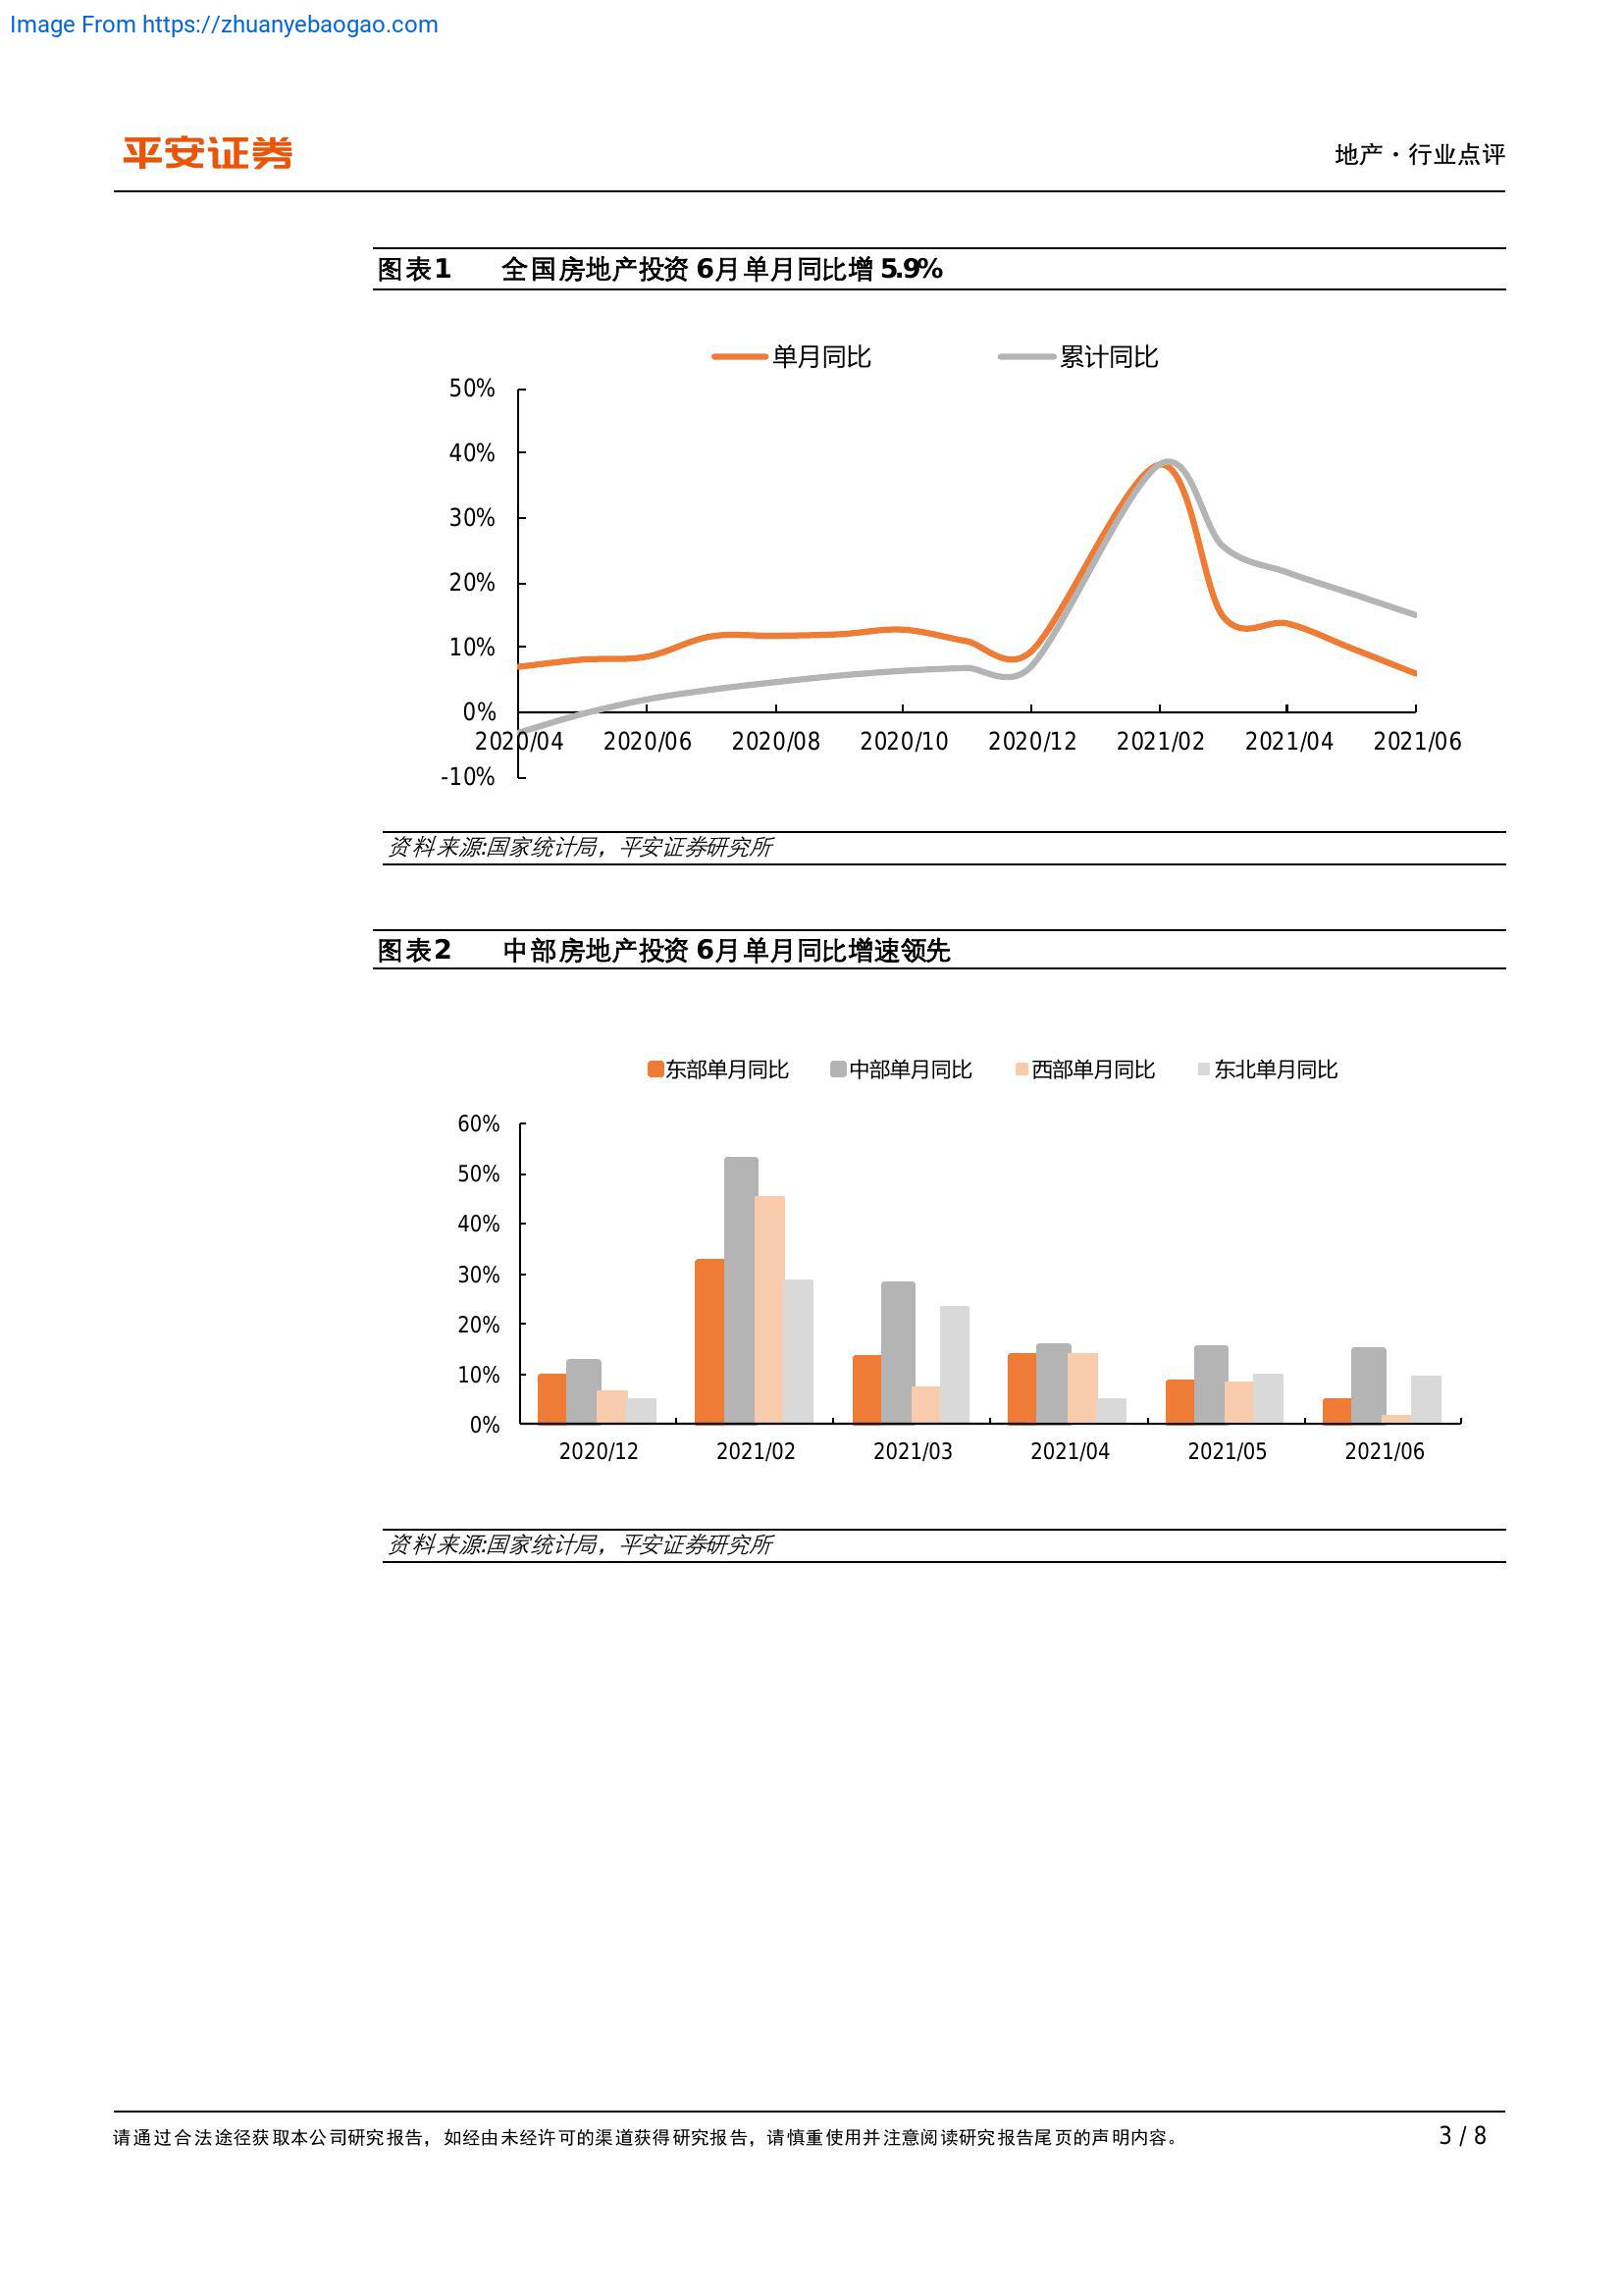 Image From https://zhuanyebaogao.com
平安证券
地产·行业点评
图表1 全国房地产投资 6月单月同比增 5.9%
单月同比 累计同比
50%
40%
30%
20%
10%
0%
2020/04 2020/06 2020/08 2020/10 2020/12 2021/02 2021/04 2021/06
-10%
资料来源:国家统计局，平安证券研究所
图表2 中部房地产投资 6月单月同比增速领先
东部单月同比 中部单月同比 西部单月同比 东北单月同比
60%
50%
40%
30%
20%
10%
0%
2020/12 2021/02 2021/03 2021/04 2021/05 2021/06
资料来源:国家统计局，平安证券研究所
请通过合法途径获取本公司研究报告，如经由未经许可的渠道获得研究报告，请慎重使用并注意阅读研究报告尾页的声明内容。
3 / 8